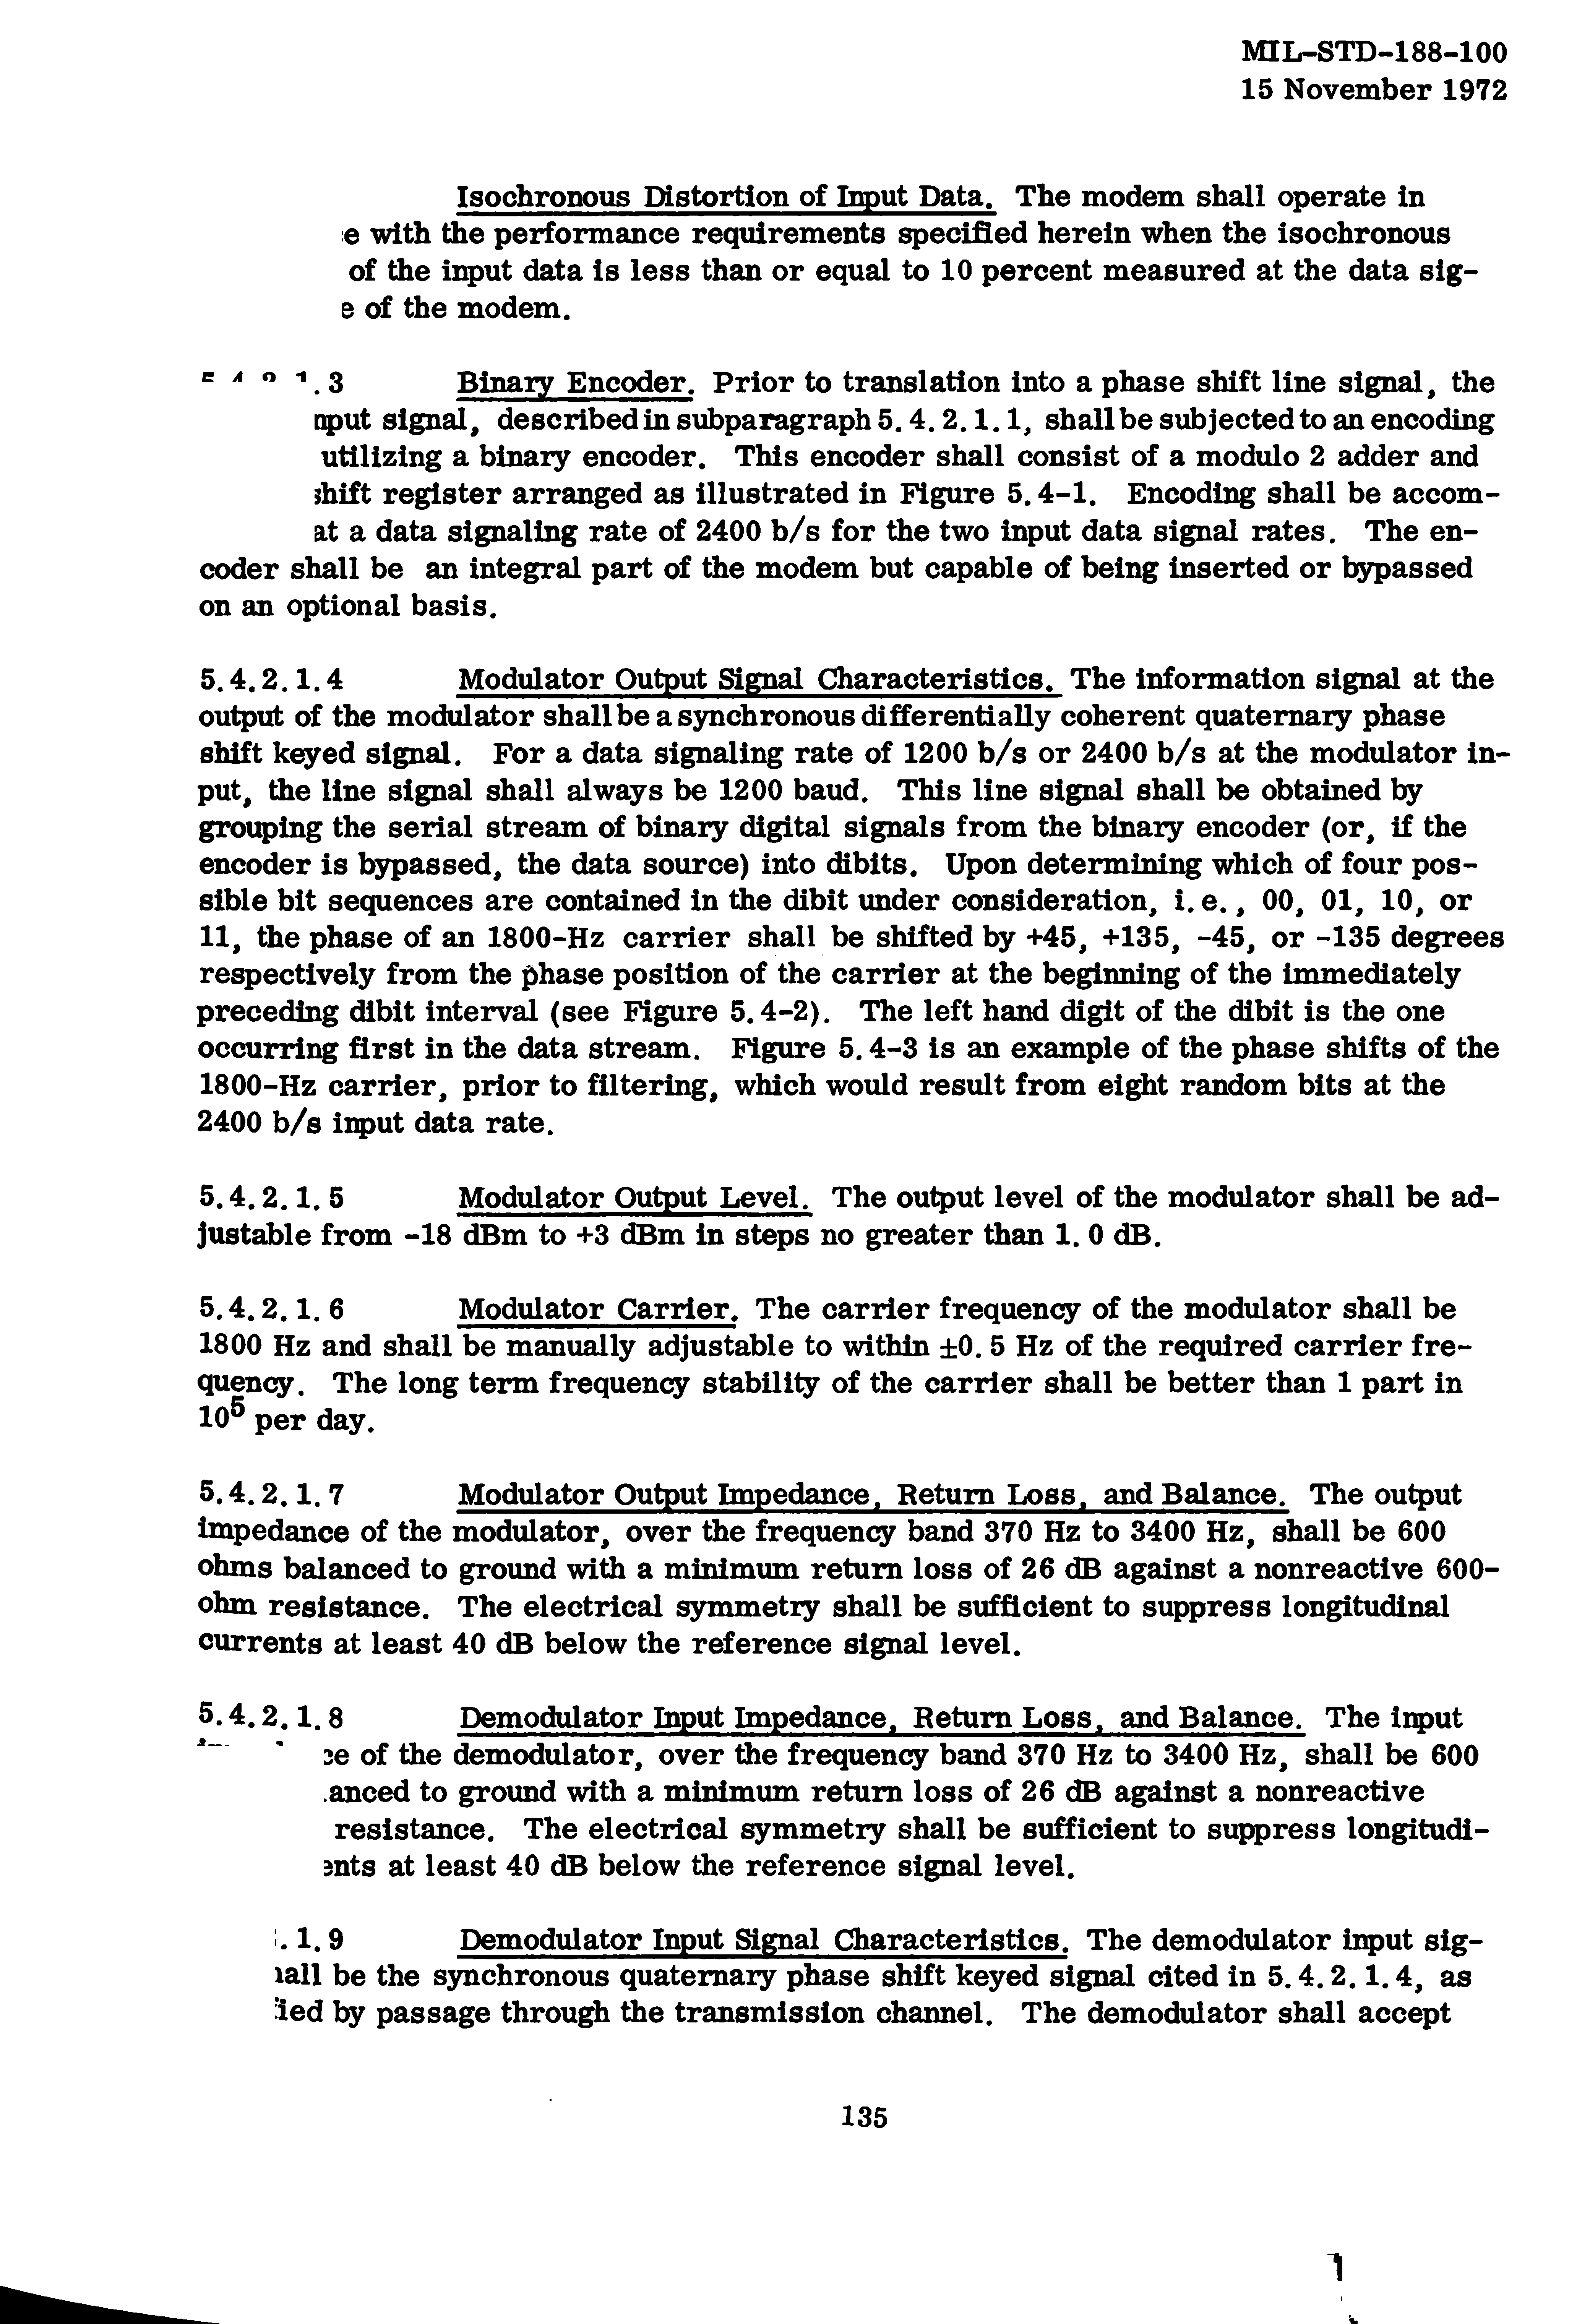 MIL-STD-188-100
15 November 1972
Isochronous Distortion of Input Data. The modem shall operate in
with the performance requirements specified herein when the isochronous
of the input data is less than or equal to 10 percent measured at the data sig-
of the modem.
.3 Binary Encoder. Prior to translation into a phase shift line signal, the
signal, described in subparagraph 5.4.2.1.1, shall be subjected to an encoding
utilizing a binary encoder. This encoder shall consist of a modulo 2 adder and
shift register arranged as illustrated in Figure 5.4-1. Encoding shall be accom-
at a data signaling rate of 2400 b/s for the two input data signal rates. The en-
coder shall be an integral part of the modem but capable of being inserted or bypassed
on an optional basis.
5.4.2.1.4 Modulator Output Signal Characteristics. The information signal at the
output of the modulator shall be a synchronous differentially coherent quaternary phase
shift keyed signal. For a data signaling rate of 1200 b/s or 2400 b/s at the modulator in-
put, the line signal shall always be 1200 baud. This line signal shall be obtained by
grouping the serial stream of binary digital signals from the binary encoder (or, if the
encoder is bypassed, the data source) into dibits. Upon determining which of four pos-
sible bit sequences are contained in the dibit under consideration, i.e., 00, 01, 10, or
11, the phase of an 1800-Hz carrier shall be shifted by +45, +135, -45, or -135 degrees
respectively from the phase position of the carrier at the beginning of the immediately
preceding dibit interval (see Figure 5.4-2). The left hand digit of the dibit is the one
occurring first in the data stream. Figure 5.4-3 is an example of the phase shifts of the
1800-Hz carrier, prior to filtering, which would result from eight random bits at the
2400 b/s input data rate.
5.4.2.1.5 Modulator Output Level. The output level of the modulator shall be ad-
justable from -18 dBm to +3 dBm in steps no greater than 1.0 dB.
5.4.2.1.6 Modulator Carrier. The carrier frequency of the modulator shall be
1800 Hz and shall be manually adjustable to within ±0.5 Hz of the required carrier fre-
quency. The long term frequency stability of the carrier shall be better than 1 part in
10⁵ per day.
5.4.2.1.7 Modulator Output Impedance, Return Loss, and Balance. The output
impedance of the modulator, over the frequency band 370 Hz to 3400 Hz, shall be 600
ohms balanced to ground with a minimum return loss of 26 dB against a nonreactive 600-
ohm resistance. The electrical symmetry shall be sufficient to suppress longitudinal
currents at least 40 dB below the reference signal level.
5.4.2.1.8 Demodulator Input Impedance, Return Loss, and Balance. The input
of the demodulator, over the frequency band 370 Hz to 3400 Hz, shall be 600
anced to ground with a minimum return loss of 26 dB against a nonreactive
resistance. The electrical symmetry shall be sufficient to suppress longitudi-
ents at least 40 dB below the reference signal level.
.1.9 Demodulator Input Signal Characteristics. The demodulator input sig-
all be the synchronous quaternary phase shift keyed signal cited in 5.4.2.1.4, as
ied by passage through the transmission channel. The demodulator shall accept
135